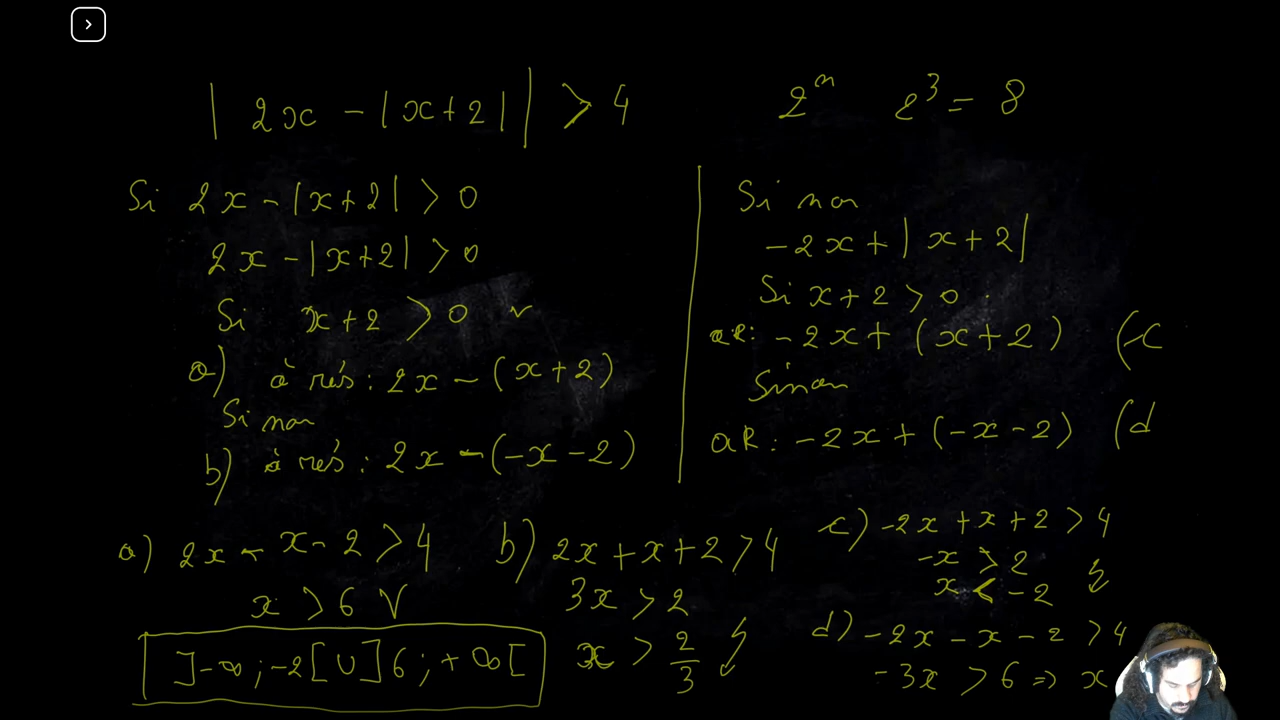 | 2x - |x+2| | > 4
2^n 2^3 = 8
Si 2x - |x+2| > 0
2x - |x+2| > 0
Si x+2 > 0 v
a) à rés : 2x - (x+2)
Si non
b) à rés : 2x - (-x-2)
Si non
-2x + |x+2|
Si x+2 > 0
aR: -2x + (x+2) (c
Sinon
aR: -2x + (-x-2) (d
a) 2x - x - 2 > 4
x > 6 V
]-∞ ; -2[ U ]6 ; +∞[
b) 2x + x + 2 > 4
3x > 2
x > 2/3 ↯
c) -2x + x + 2 > 4
-x > 2
x < -2 ↯
d) -2x - x - 2 > 4
-3x > 6 => x